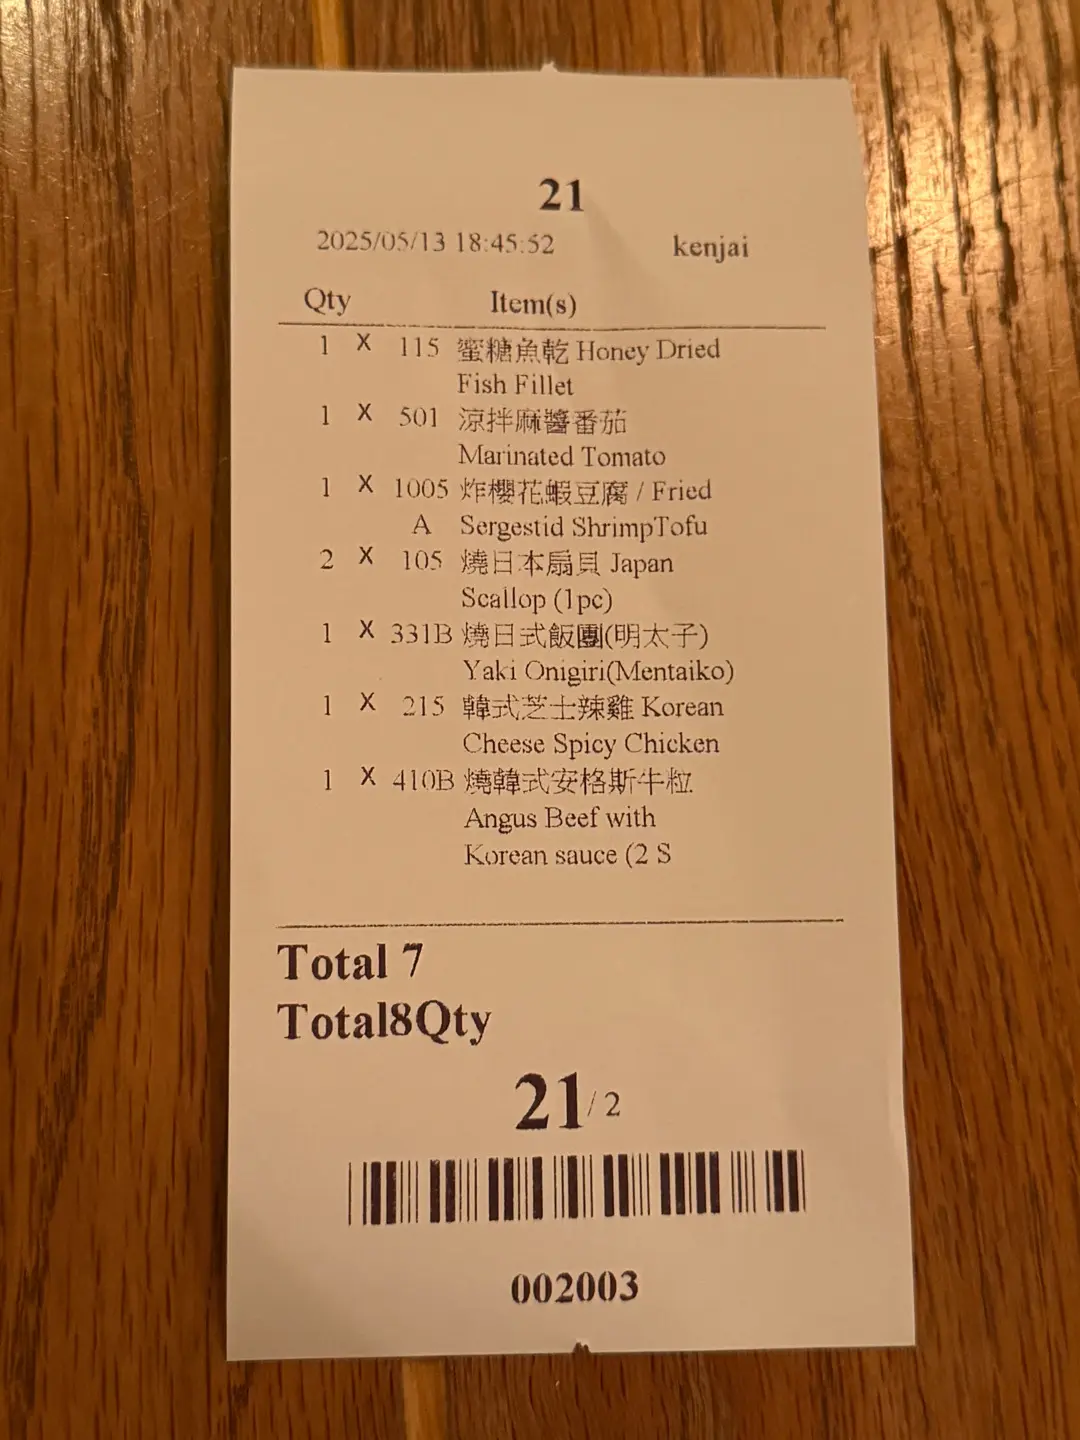 21
2025/05/13 18:45:52 kenjai
Qty Item(s)
1 X 115 蜜糖魚乾 Honey Dried
Fish Fillet
1 X 501 涼拌麻醬番茄
Marinated Tomato
1 X 1005 炸櫻花蝦豆腐 / Fried
A Sergestid ShrimpTofu
2 X 105 燒日本扇貝 Japan
Scallop (1pc)
1 X 331B 燒日式飯團(明太子)
Yaki Onigiri(Mentaiko)
1 X 215 韓式芝士辣雞 Korean
Cheese Spicy Chicken
1 X 410B 燒韓式安格斯牛粒
Angus Beef with
Korean sauce (2 S
Total 7
Total8Qty
21/ 2
002003